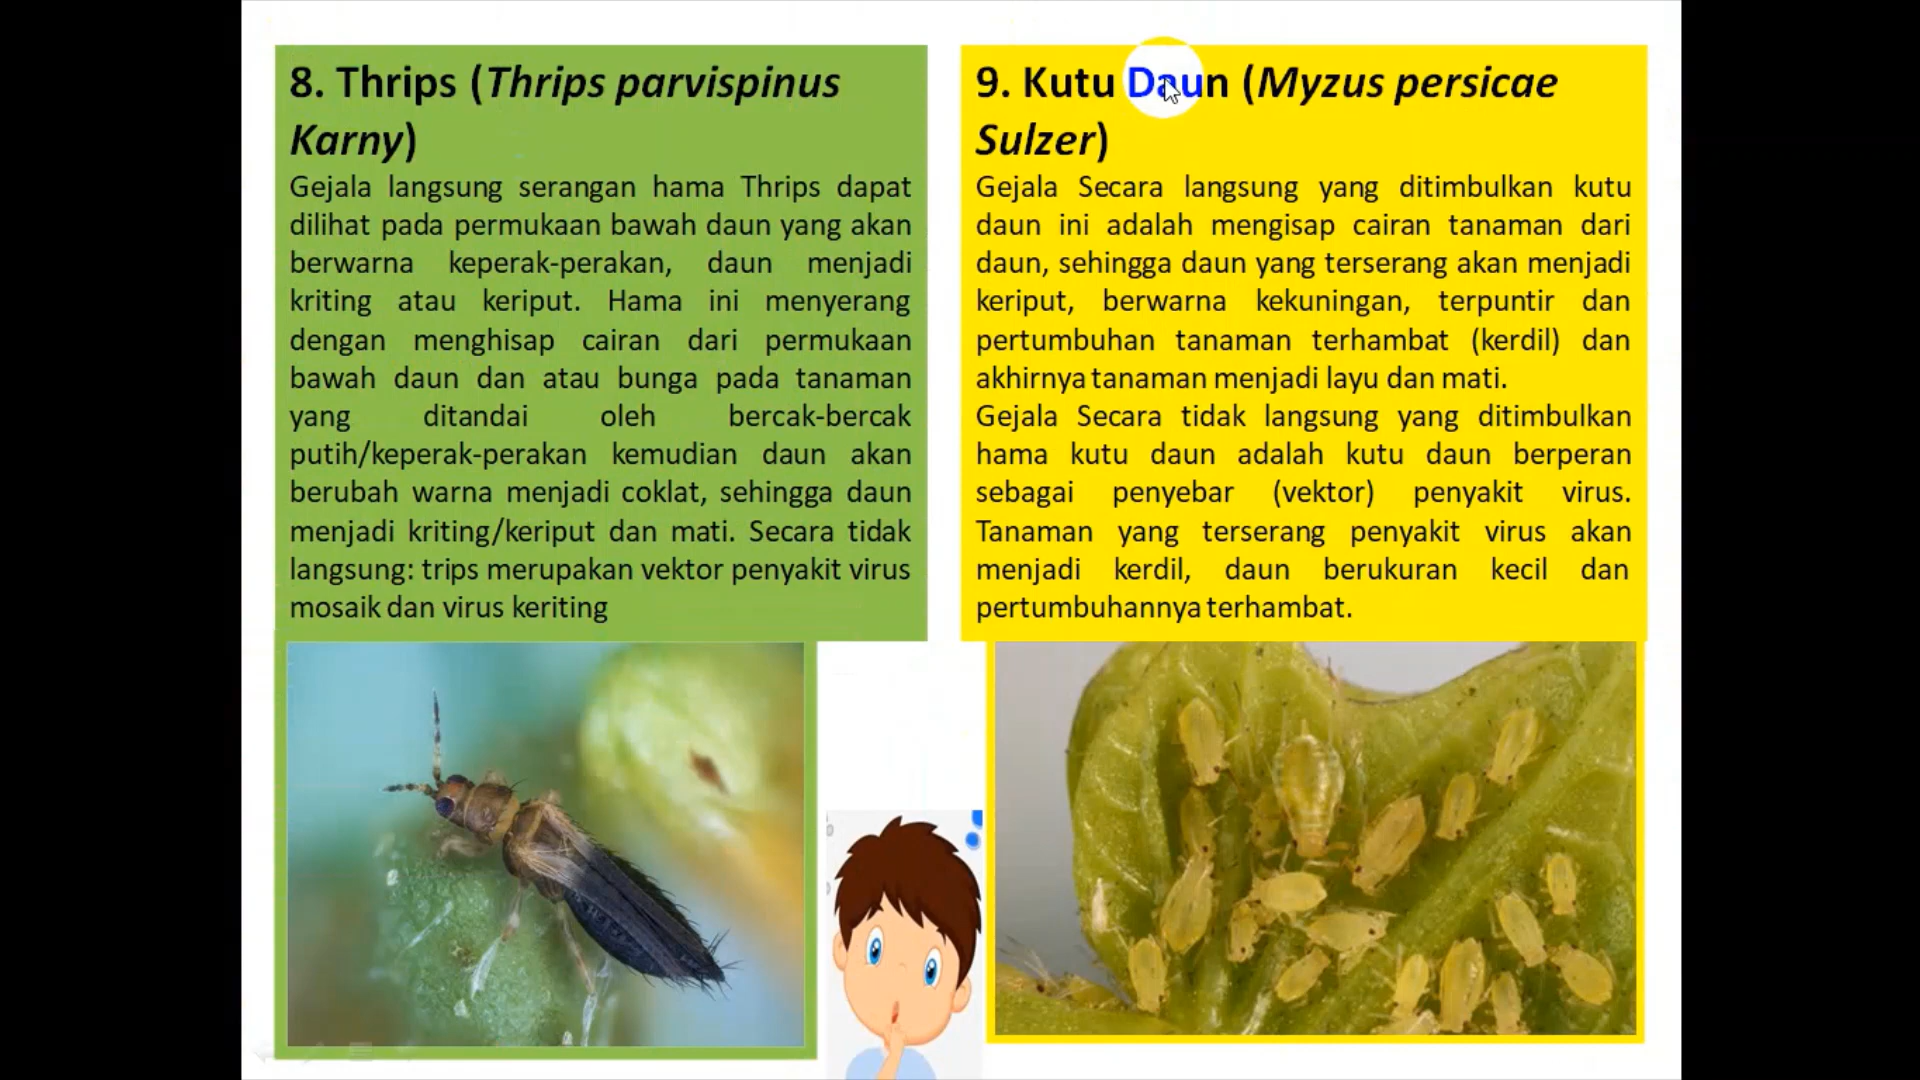 8. Thrips (Thrips parvispinus
Karny)
Gejala langsung serangan hama Thrips dapat
dilihat pada permukaan bawah daun yang akan
berwarna keperak-perakan, daun menjadi
kriting atau keriput. Hama ini menyerang
dengan menghisap cairan dari permukaan
bawah daun dan atau bunga pada tanaman
yang ditandai oleh bercak-bercak
putih/keperak-perakan kemudian daun akan
berubah warna menjadi coklat, sehingga daun
menjadi kriting/keriput dan mati. Secara tidak
langsung: trips merupakan vektor penyakit virus
mosaik dan virus keriting
9. Kutu Daun (Myzus persicae
Sulzer)
Gejala Secara langsung yang ditimbulkan kutu
daun ini adalah mengisap cairan tanaman dari
daun, sehingga daun yang terserang akan menjadi
keriput, berwarna kekuningan, terpuntir dan
pertumbuhan tanaman terhambat (kerdil) dan
akhirnya tanaman menjadi layu dan mati.
Gejala Secara tidak langsung yang ditimbulkan
hama kutu daun adalah kutu daun berperan
sebagai penyebar (vektor) penyakit virus.
Tanaman yang terserang penyakit virus akan
menjadi kerdil, daun berukuran kecil dan
pertumbuhannya terhambat.